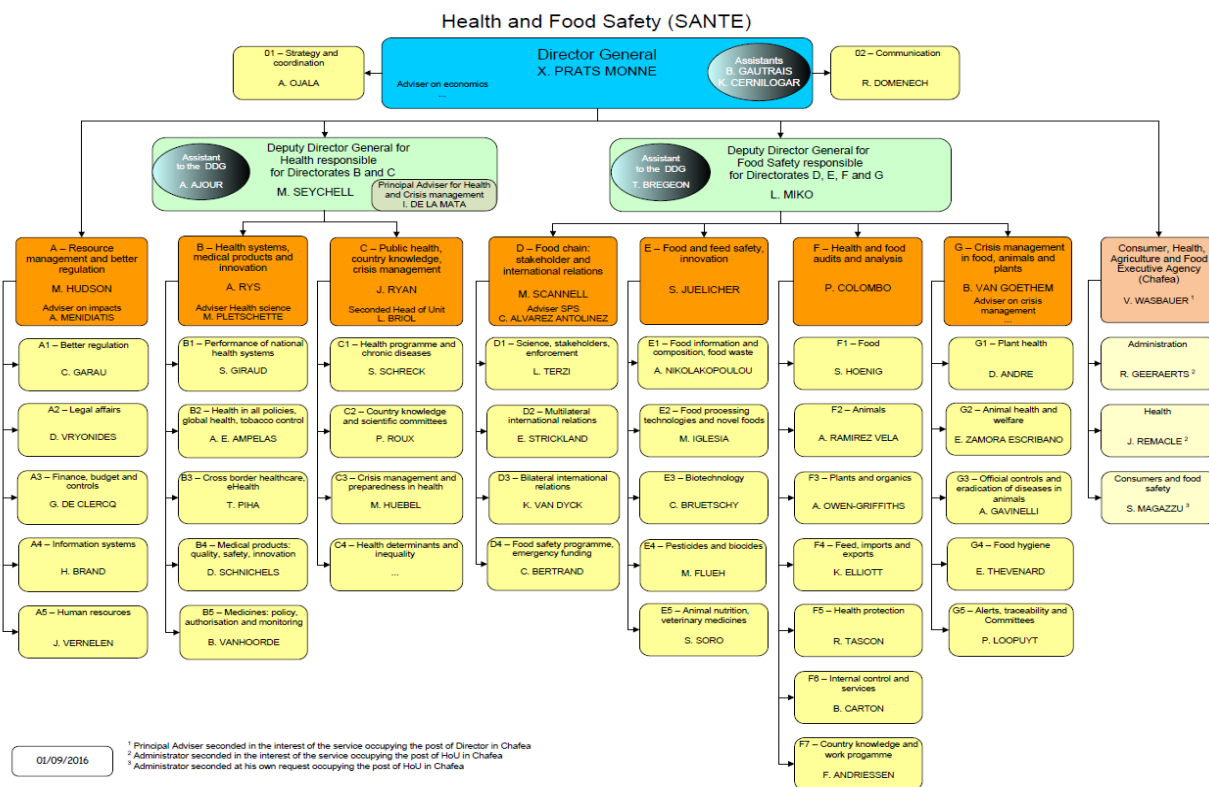 Health and Food Safety (SANTE)
01 – Strategy and
coordination
A. OJALA
Director General
X. PRATS MONNE
Adviser on economics
...
Assistants
B. GAUTRAIS
K. CERNILOGAR
02 – Communication
R. DOMENECH
Assistant
to the DDG
A. AJOUR
Deputy Director General for
Health responsible
for Directorates B and C
M. SEYCHELL
Principal Adviser for Health
and Crisis management
I. DE LA MATA
Assistant
to the DDG
T. BREGEON
Deputy Director General for
Food Safety responsible
for Directorates D, E, F and G
L. MIKO
A – Resource
management and better
regulation
M. HUDSON
Adviser on impacts
A. MENIDIATIS
A1 – Better regulation
C. GARAU
A2 – Legal affairs
D. VRYONIDES
A3 – Finance, budget and
controls
G. DE CLERCQ
A4 – Information systems
H. BRAND
A5 – Human resources
J. VERNELEN
B – Health systems,
medical products and
innovation
A. RYS
Adviser Health science
M. PLETSCHETTE
B1 – Performance of national
health systems
S. GIRAUD
B2 – Health in all policies,
global health, tobacco control
A. E. AMPELAS
B3 – Cross border healthcare,
eHealth
T. PIHA
B4 – Medical products:
quality, safety, innovation
D. SCHNICHELS
B5 – Medicines: policy,
authorisation and monitoring
B. VANHOORDE
C – Public health,
country knowledge,
crisis management
J. RYAN
Seconded Head of Unit
L. BRIOL
C1 – Health programme and
chronic diseases
S. SCHRECK
C2 – Country knowledge
and scientific committees
P. ROUX
C3 – Crisis management and
preparedness in health
M. HUEBEL
C4 – Health determinants and
inequality
...
D – Food chain:
stakeholder and
international relations
M. SCANNELL
Adviser SPS
C. ALVAREZ ANTOLINEZ
D1 – Science, stakeholders,
enforcement
L. TERZI
D2 – Multilateral
international relations
E. STRICKLAND
D3 – Bilateral international
relations
K. VAN DYCK
D4 – Food safety programme,
emergency funding
C. BERTRAND
E – Food and feed safety,
innovation
S. JUELICHER
E1 – Food information and
composition, food waste
A. NIKOLAKOPOULOU
E2 – Food processing
technologies and novel foods
M. IGLESIA
E3 – Biotechnology
C. BRUETSCHY
E4 – Pesticides and biocides
M. FLUEH
E5 – Animal nutrition,
veterinary medicines
S. SORO
F – Health and food
audits and analysis
P. COLOMBO
F1 – Food
S. HOENIG
F2 – Animals
A. RAMIREZ VELA
F3 – Plants and organics
A. OWEN-GRIFFITHS
F4 – Feed, imports and
exports
K. ELLIOTT
F5 – Health protection
R. TASCON
F6 – Internal control and
services
B. CARTON
F7 – Country knowledge and
work progamme
F. ANDRIESSEN
G – Crisis management
in food, animals and
plants
B. VAN GOETHEM
Adviser on crisis
management
...
G1 – Plant health
D. ANDRE
G2 – Animal health and
welfare
E. ZAMORA ESCRIBANO
G3 – Official controls and
eradication of diseases in
animals
A. GAVINELLI
G4 – Food hygiene
E. THEVENARD
G5 – Alerts, traceability and
Committees
P. LOOPUYT
Consumer, Health,
Agriculture and Food
Executive Agency
(Chafea)
V. WASBAUER ¹
Administration
R. GEERAERTS ²
Health
J. REMACLE ²
Consumers and food
safety
S. MAGAZZU ³
01/09/2016
¹ Principal Adviser seconded in the interest of the service occupying the post of Director in Chafea
² Administrator seconded in the interest of the service occupying the post of HoU in Chafea
³ Administrator seconded at his own request occupying the post of HoU in Chafea